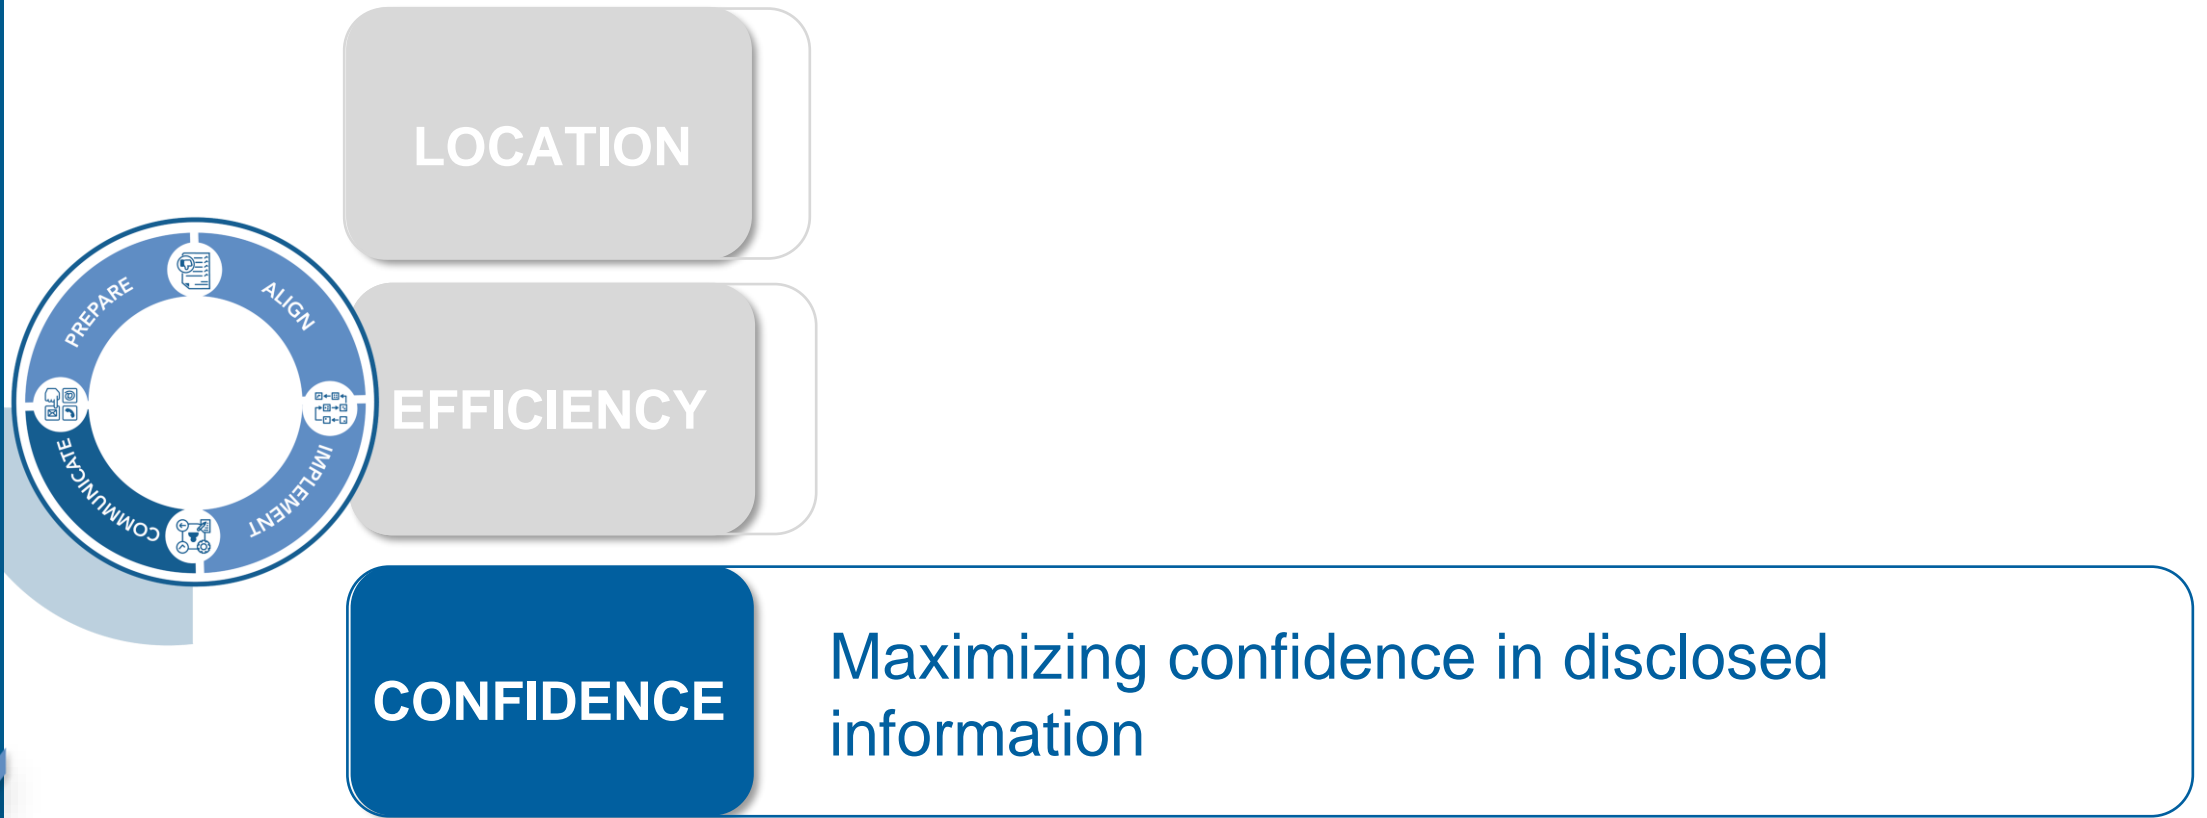 LOCATION
PREPARE
ALIGN
EFFICIENCY
COMMUNICATE
IMPLEMENT
CONFIDENCE
Maximizing confidence in disclosed
information